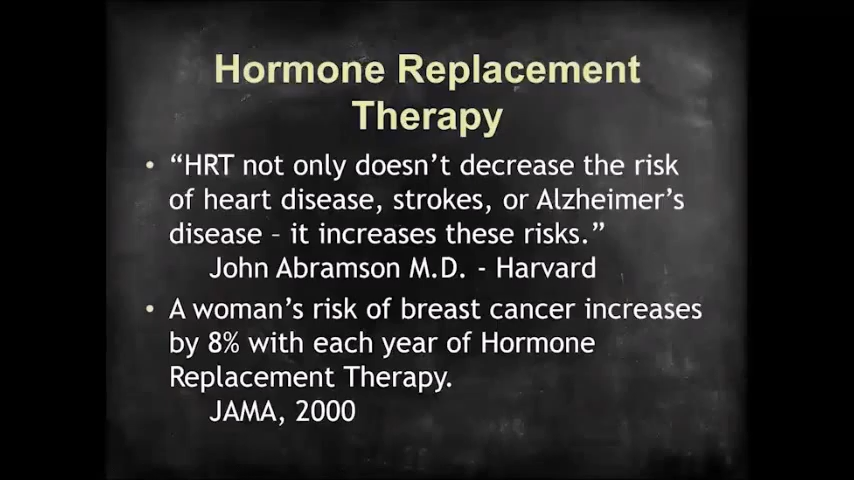 Hormone Replacement
Therapy
• “HRT not only doesn’t decrease the risk
of heart disease, strokes, or Alzheimer’s
disease – it increases these risks.”
John Abramson M.D. - Harvard
• A woman’s risk of breast cancer increases
by 8% with each year of Hormone
Replacement Therapy.
JAMA, 2000